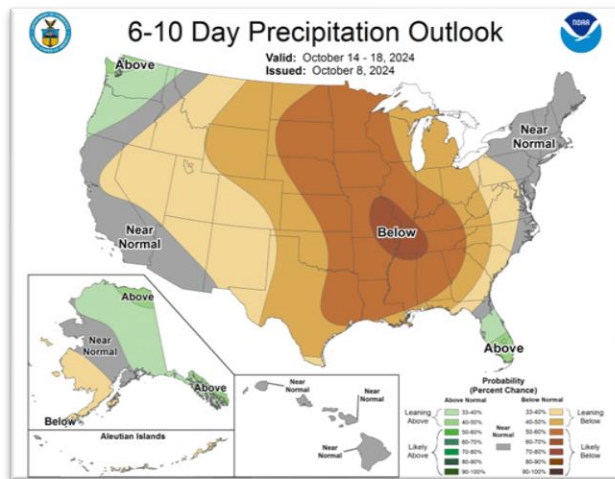 6-10 Day Precipitation Outlook
Valid: October 14 - 18, 2024
Issued: October 8, 2024
NOAA
Above
Near
Normal
Near
Normal
Below
Above
Above
Near
Normal
Above
Below
Aleutian Islands
Near
Normal
Near
Normal
Near
Normal
Probability
(Percent Chance)
Above Normal
Below Normal
Leaning
Above
33-40%
40-50%
Likely
Above
50-60%
60-70%
70-80%
80-90%
90-100%
Near
Normal
33-40%
40-50%
Leaning
Below
50-60%
60-70%
70-80%
80-90%
90-100%
Likely
Below